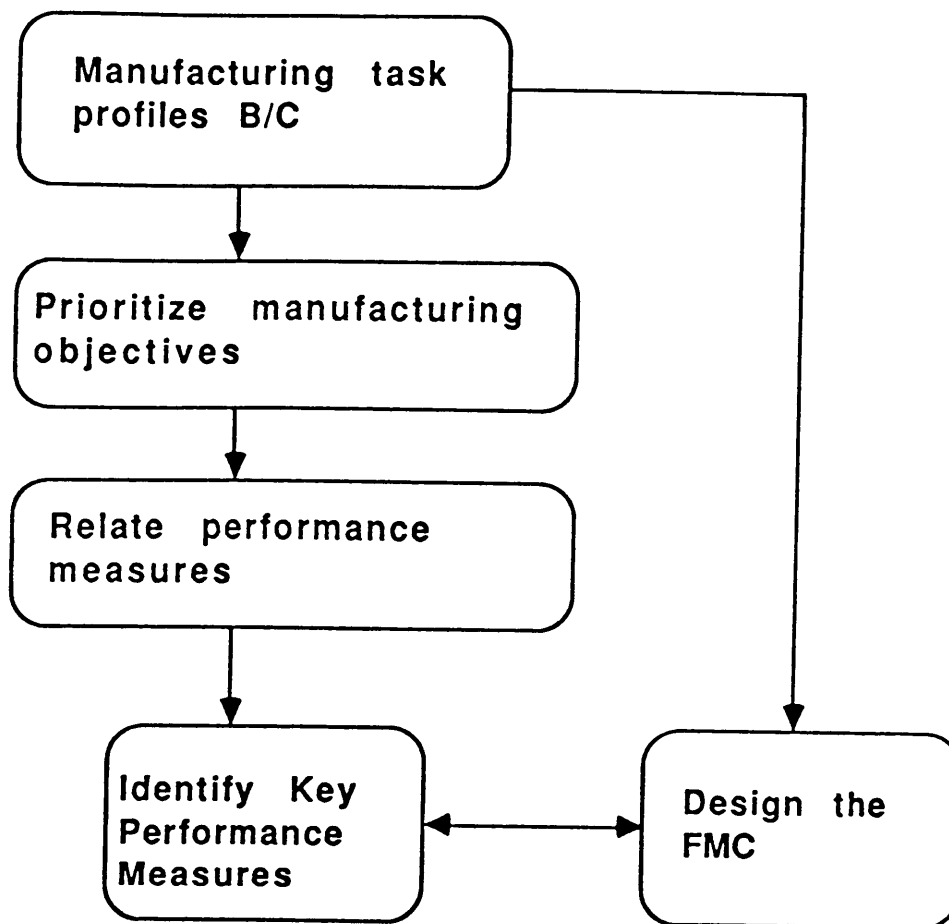 Manufacturing task
profiles B/C
Prioritize manufacturing
objectives
Relate performance
measures
Identify Key
Performance
Measures
Design the
FMC